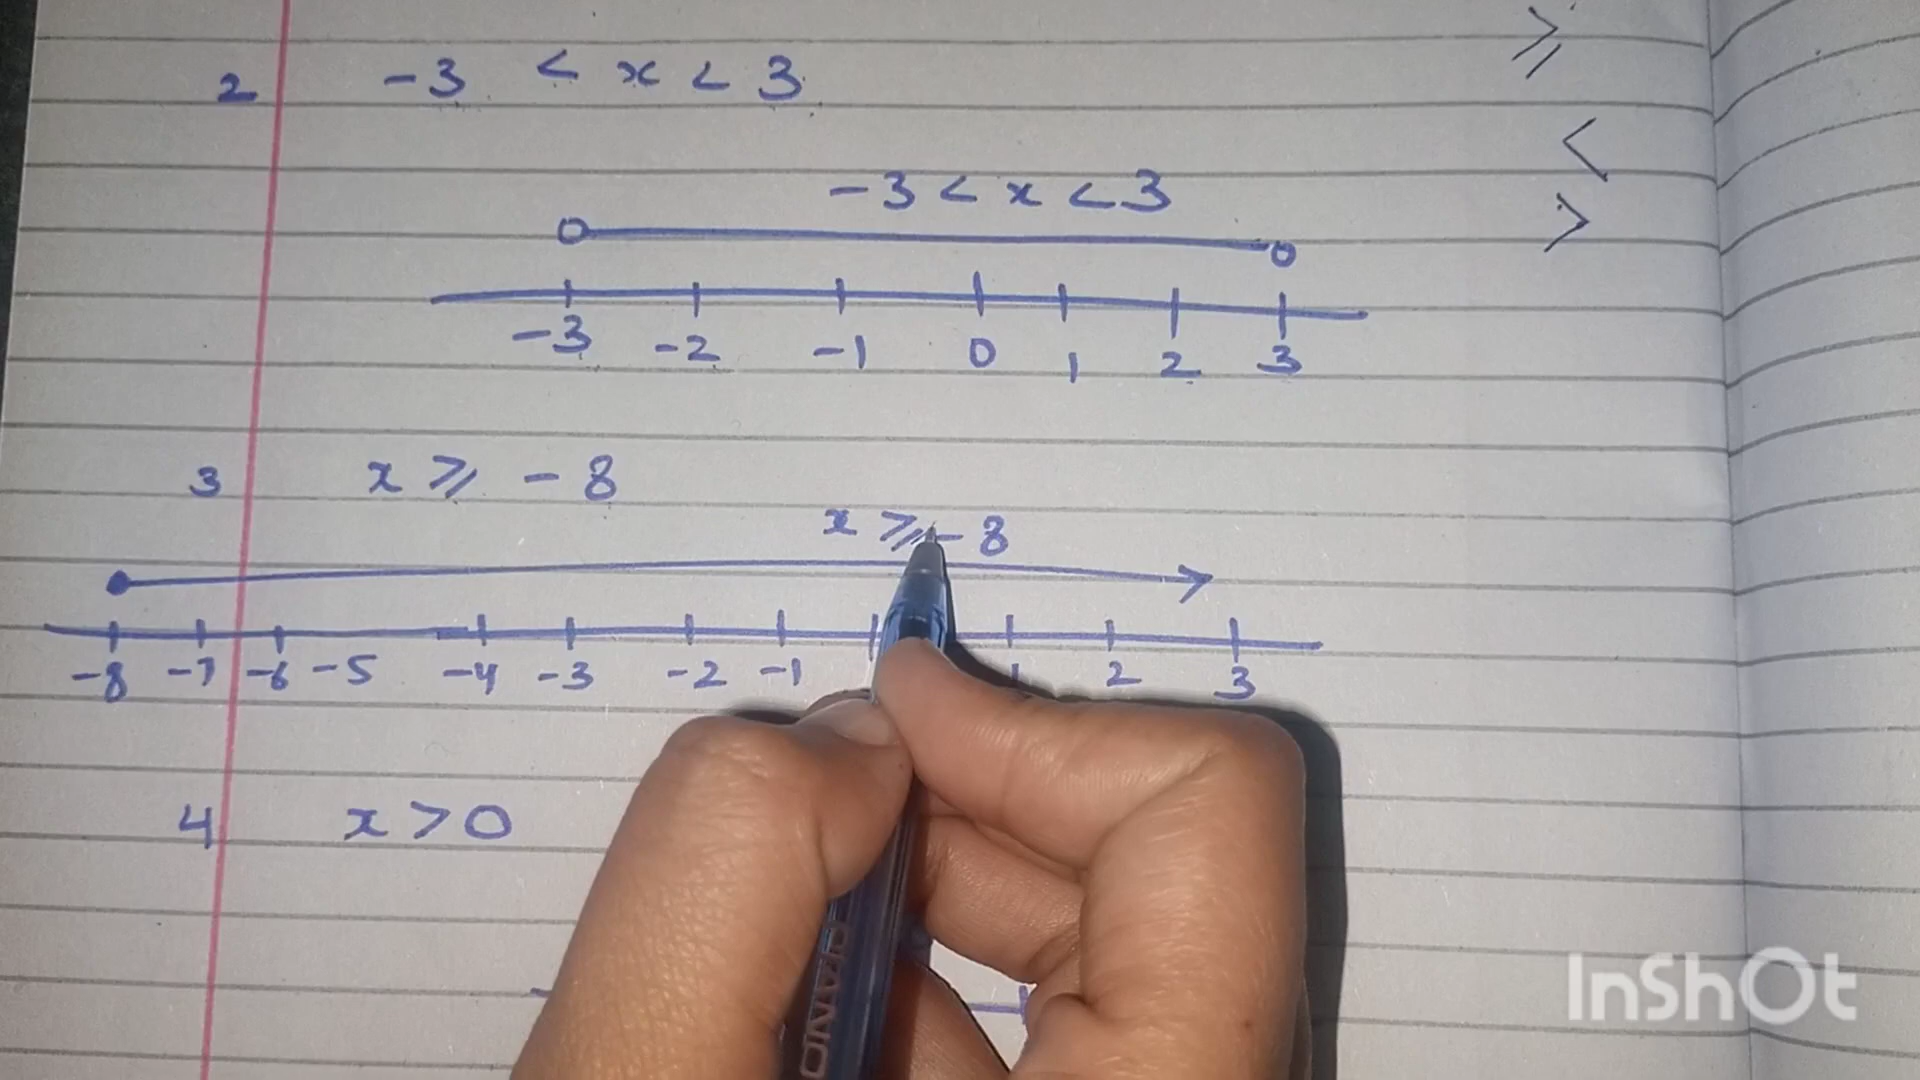 ⩾
2 -3 < x < 3
<
-3 < x < 3
>
-3 -2 -1 0 1 2 3
3 x ⩾ -8
x ⩾ -8
-8 -7 -6 -5 -4 -3 -2 -1 1 2 3
4 x > 0
InShOt